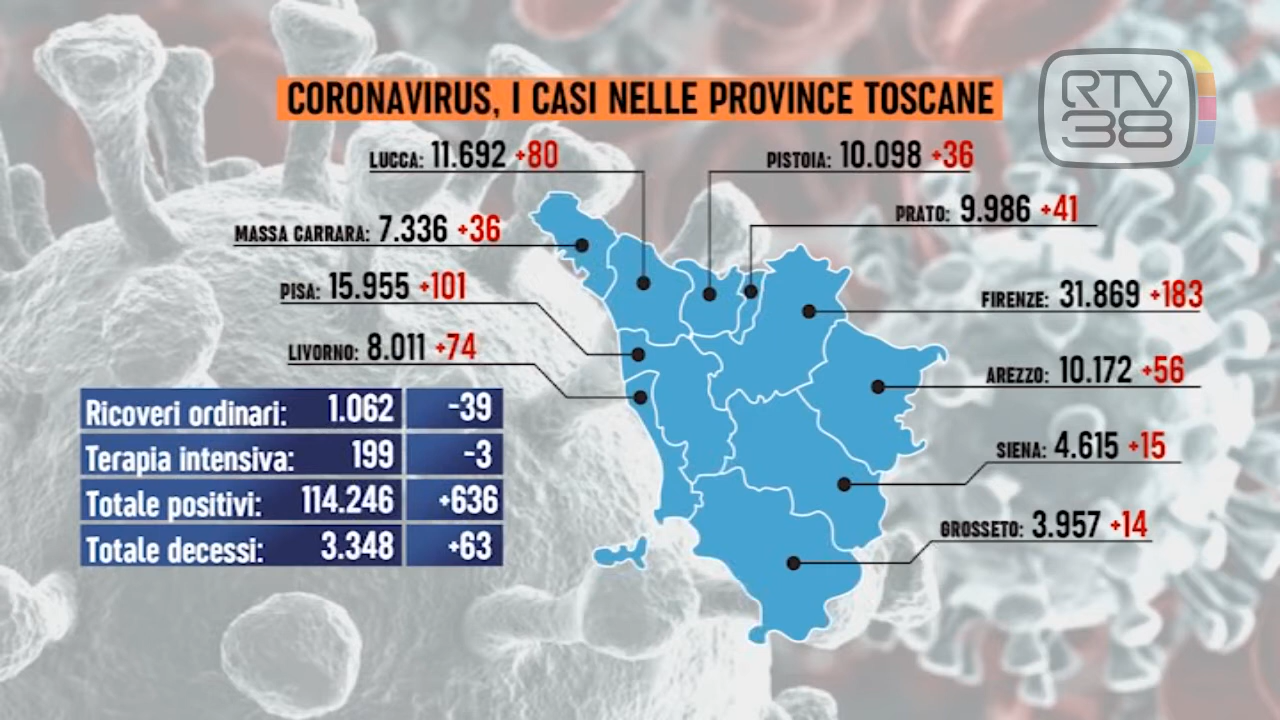 RTV
38
CORONAVIRUS, I CASI NELLE PROVINCE TOSCANE
LUCCA: 11.692 +80
PISTOIA: 10.098 +36
PRATO: 9.986 +41
MASSA CARRARA: 7.336 +36
PISA: 15.955 +101
FIRENZE: 31.869 +183
LIVORNO: 8.011 +74
AREZZO: 10.172 +56
SIENA: 4.615 +15
GROSSETO: 3.957 +14
Ricoveri ordinari: 1.062 -39
Terapia intensiva: 199 -3
Totale positivi: 114.246 +636
Totale decessi: 3.348 +63